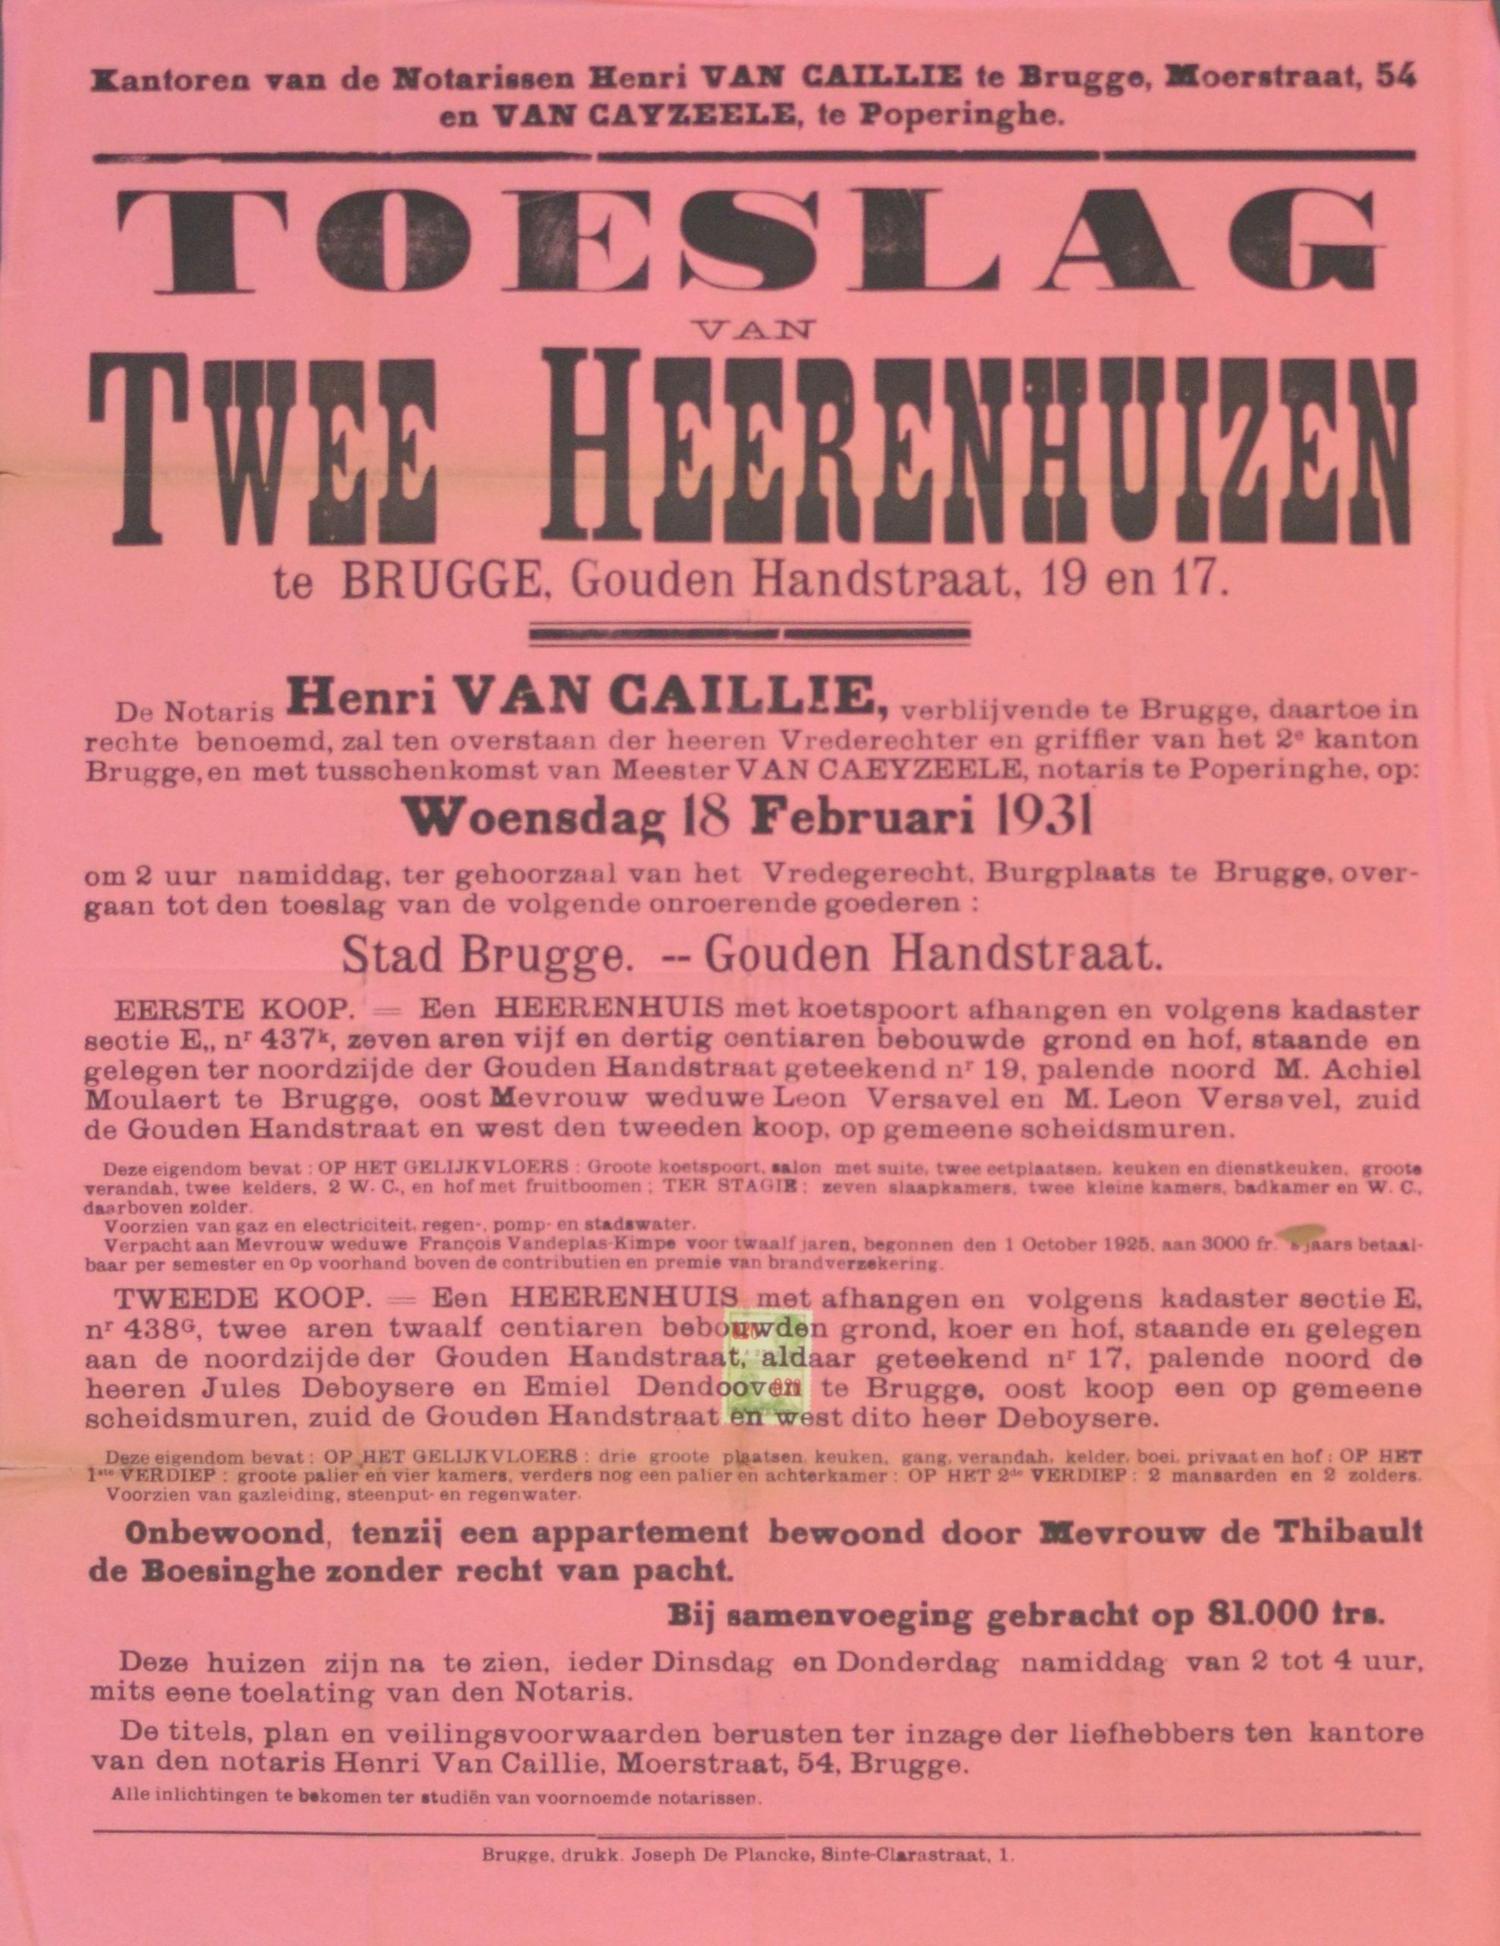 Kantoren van de Notarissen Henri VAN CAILLIE te Brugge, Moerstraat, 54
en VAN CAYZEELE, te Poperinghe.
TOESLAG
VAN
TWEE HEERENHUIZEN
te BRUGGE, Gouden Handstraat, 19 en 17.
De Notaris Henri VAN CAILLIE, verblijvende te Brugge, daartoe in
rechte benoemd, zal ten overstaan der heeren Vrederechter en griffier van het 2e kanton
Brugge, en met tusschenkomst van Meester VAN CAEYZEELE, notaris te Poperinghe, op:
Woensdag 18 Februari 1931
om 2 uur namiddag, ter gehoorzaal van het Vredegerecht, Burgplaats te Brugge, over-
gaan tot den toeslag van de volgende onroerende goederen :
Stad Brugge. -- Gouden Handstraat.
EERSTE KOOP. = Een HEERENHUIS met koetspoort afhangen en volgens kadaster
sectie E,, nr 437k, zeven aren vijf en dertig centiaren bebouwde grond en hof, staande en
gelegen ter noordzijde der Gouden Handstraat geteekend nr 19, palende noord M. Achiel
Moulaert te Brugge, oost Mevrouw weduwe Leon Versavel en M. Leon Versavel, zuid
de Gouden Handstraat en west den tweeden koop, op gemeene scheidsmuren.
Deze eigendom bevat : OP HET GELIJKVLOERS : Groote koetspoort, salon met suite, twee eetplaatsen, keuken en dienstkeuken, groote
verandah, twee kelders, 2 W. C., en hof met fruitboomen ; TER STAGIE : zeven slaapkamers, twee kleine kamers, badkamer en W. C.,
daarboven zolder.
Voorzien van gaz en electriciteit, regen-, pomp- en stadswater.
Verpacht aan Mevrouw weduwe François Vandeplas-Kimpe voor twaalf jaren, begonnen den 1 October 1925, aan 3000 fr. 's jaars betaal-
baar per semester en op voorhand boven de contributien en premie van brandverzekering.
TWEEDE KOOP. = Een HEERENHUIS met afhangen en volgens kadaster sectie E,
nr 438G, twee aren twaalf centiaren bebouwden grond, koer en hof, staande en gelegen
aan de noordzijde der Gouden Handstraat, aldaar geteekend nr 17, palende noord de
heeren Jules Deboysere en Emiel Dendooven te Brugge, oost koop een op gemeene
scheidsmuren, zuid de Gouden Handstraat en west dito heer Deboysere.
Deze eigendom bevat : OP HET GELIJKVLOERS : drie groote plaatsen, keuken, gang, verandah, kelder, boei, privaat en hof : OP HET
1ste VERDIEP : groote palier en vier kamers, verders nog een palier en achterkamer : OP HET 2de VERDIEP : 2 mansarden en 2 zolders.
Voorzien van gazleiding, steenput- en regenwater.
Onbewoond, tenzij een appartement bewoond door Mevrouw de Thibault
de Boesinghe zonder recht van pacht.
Bij samenvoeging gebracht op 81.000 frs.
Deze huizen zijn na te zien, ieder Dinsdag en Donderdag namiddag van 2 tot 4 uur,
mits eene toelating van den Notaris.
De titels, plan en veilingsvoorwaarden berusten ter inzage der liefhebbers ten kantore
van den notaris Henri Van Caillie, Moerstraat, 54, Brugge.
Alle inlichtingen te bekomen ter studiën van voornoemde notarissen.
Brugge, drukk. Joseph De Plancke, Sinte-Clarastraat, 1.